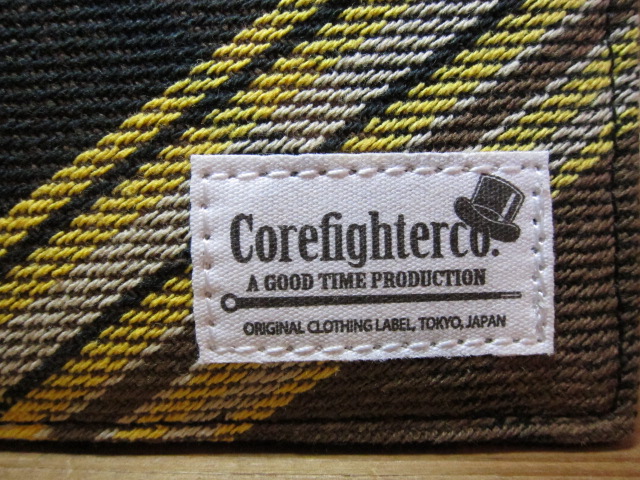 Corefighterco.
A GOOD TIME PRODUCTION
ORIGINAL CLOTHING LABEL, TOKYO, JAPAN